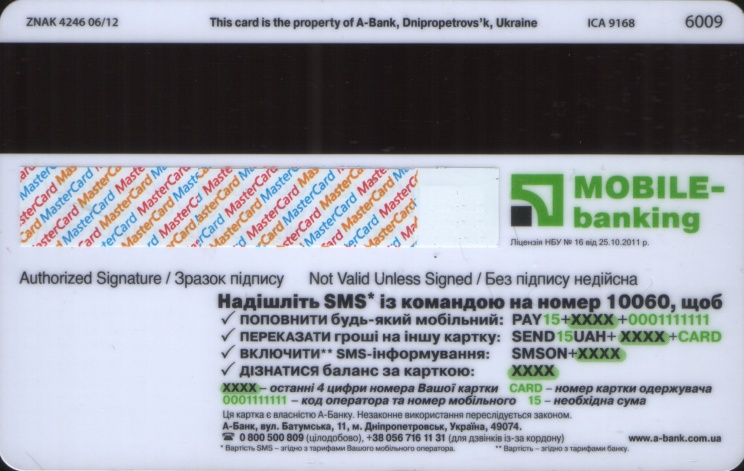 ZNAK 4246 06/12 This card is the property of A-Bank, Dnipropetrovs'k, Ukraine ICA 9168 6009
MasterCard MasterCard MasterCard MasterCard
MOBILE-
banking
Ліцензія НБУ № 16 від 25.10.2011 р.
Authorized Signature / Зразок підпису Not Valid Unless Signed / Без підпису недійсна
Надішліть SMS* із командою на номер 10060, щоб
✓ ПОПОВНИТИ будь-який мобільний: PAY15+XXXX+0001111111
✓ ПЕРЕКАЗАТИ гроші на іншу картку: SEND15UAH+XXXX+CARD
✓ ВКЛЮЧИТИ** SMS-інформування: SMSON+XXXX
✓ ДІЗНАТИСЯ баланс за карткою: XXXX
XXXX – останні 4 цифри номера Вашої картки CARD – номер картки одержувача
0001111111 – код оператора та номер мобільного 15 – необхідна сума
Ця картка є власністю А-Банку. Незаконне використання переслідується законом.
А-Банк, вул. Батумська, 11, м. Дніпропетровськ, Україна, 49074.
☎ 0 800 500 809 (цілодобово), +38 056 716 11 31 (для дзвінків із-за кордону) www.a-bank.com.ua
* Вартість SMS – згідно з тарифами Вашого мобільного оператора. ** Вартість послуги – згідно з тарифами банку.